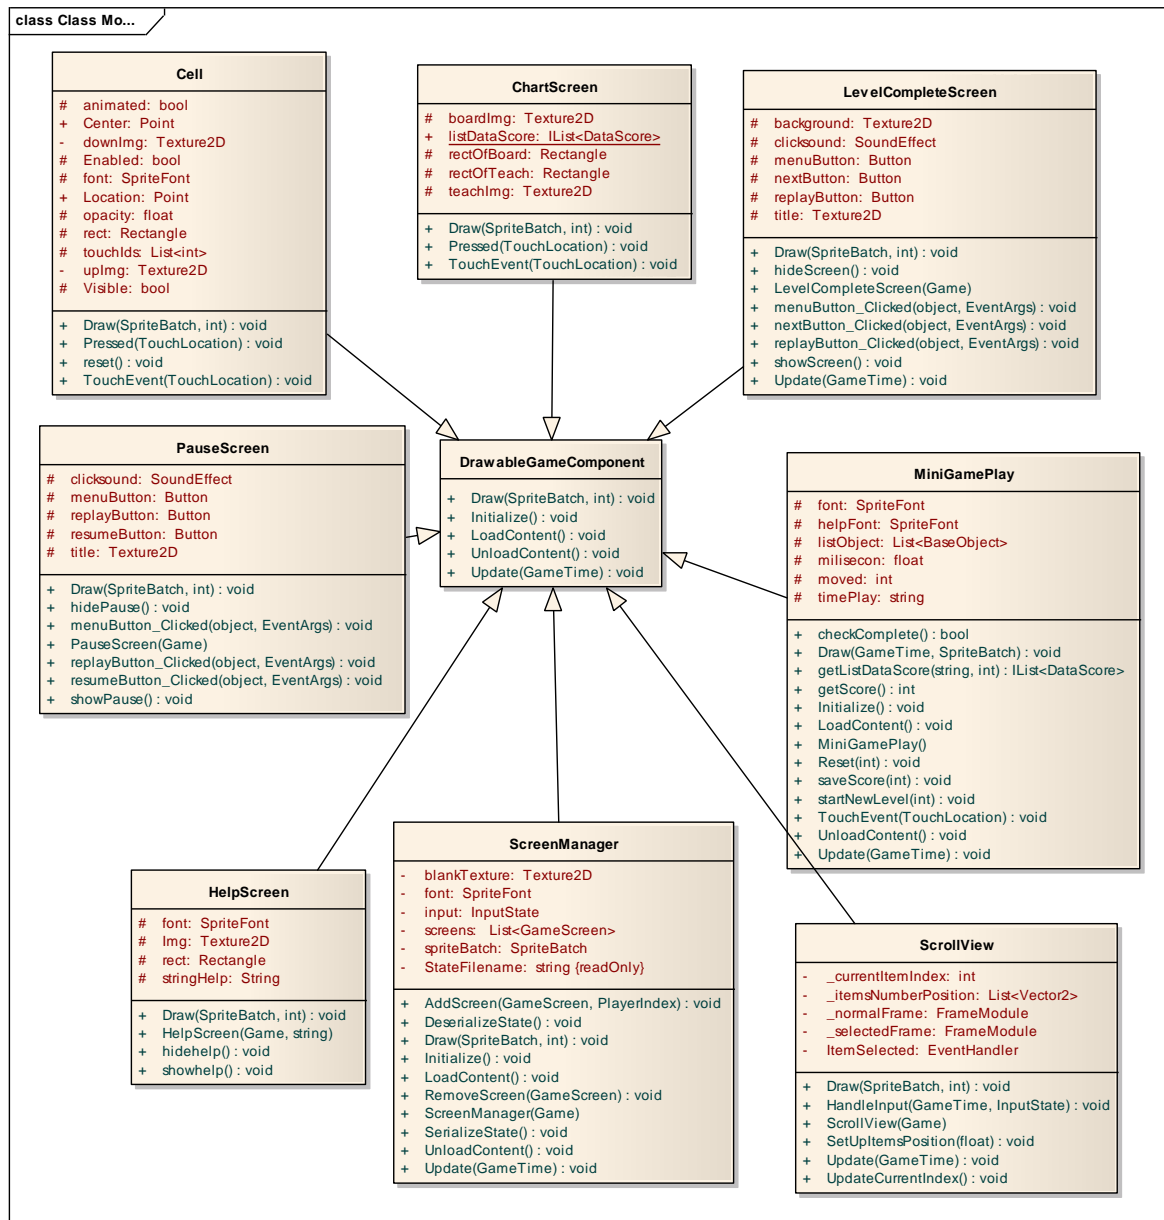 class Class Mo...
Cell
# animated: bool
+ Center: Point
- downImg: Texture2D
# Enabled: bool
# font: SpriteFont
+ Location: Point
# opacity: float
# rect: Rectangle
# touchIds: List<int>
- upImg: Texture2D
# Visible: bool
+ Draw(SpriteBatch, int) : void
+ Pressed(TouchLocation) : void
+ reset() : void
+ TouchEvent(TouchLocation) : void
ChartScreen
# boardImg: Texture2D
+ listDataScore: IList<DataScore>
# rectOfBoard: Rectangle
# rectOfTeach: Rectangle
# teachImg: Texture2D
+ Draw(SpriteBatch, int) : void
+ Pressed(TouchLocation) : void
+ TouchEvent(TouchLocation) : void
LevelCompleteScreen
# background: Texture2D
# clicksound: SoundEffect
# menuButton: Button
# nextButton: Button
# replayButton: Button
# title: Texture2D
+ Draw(SpriteBatch, int) : void
+ hideScreen() : void
+ LevelCompleteScreen(Game)
+ menuButton_Clicked(object, EventArgs) : void
+ nextButton_Clicked(object, EventArgs) : void
+ replayButton_Clicked(object, EventArgs) : void
+ showScreen() : void
+ Update(GameTime) : void
PauseScreen
# clicksound: SoundEffect
# menuButton: Button
# replayButton: Button
# resumeButton: Button
# title: Texture2D
+ Draw(SpriteBatch, int) : void
+ hidePause() : void
+ menuButton_Clicked(object, EventArgs) : void
+ PauseScreen(Game)
+ replayButton_Clicked(object, EventArgs) : void
+ resumeButton_Clicked(object, EventArgs) : void
+ showPause() : void
DrawableGameComponent
+ Draw(SpriteBatch, int) : void
+ Initialize() : void
+ LoadContent() : void
+ UnloadContent() : void
+ Update(GameTime) : void
MiniGamePlay
# font: SpriteFont
# helpFont: SpriteFont
# listObject: List<BaseObject>
# milisecon: float
# moved: int
# timePlay: string
+ checkComplete() : bool
+ Draw(GameTime, SpriteBatch) : void
+ getListDataScore(string, int) : IList<DataScore>
+ getScore() : int
+ Initialize() : void
+ LoadContent() : void
+ MiniGamePlay()
+ Reset(int) : void
+ saveScore(int) : void
+ startNewLevel(int) : void
+ TouchEvent(TouchLocation) : void
+ UnloadContent() : void
+ Update(GameTime) : void
HelpScreen
# font: SpriteFont
# Img: Texture2D
# rect: Rectangle
# stringHelp: String
+ Draw(SpriteBatch, int) : void
+ HelpScreen(Game, string)
+ hidehelp() : void
+ showhelp() : void
ScreenManager
- blankTexture: Texture2D
- font: SpriteFont
- input: InputState
- screens: List<GameScreen>
- spriteBatch: SpriteBatch
- StateFilename: string {readOnly}
+ AddScreen(GameScreen, PlayerIndex) : void
+ DeserializeState() : void
+ Draw(SpriteBatch, int) : void
+ Initialize() : void
+ LoadContent() : void
+ RemoveScreen(GameScreen) : void
+ ScreenManager(Game)
+ SerializeState() : void
+ UnloadContent() : void
+ Update(GameTime) : void
ScrollView
- _currentItemIndex: int
- _itemsNumberPosition: List<Vector2>
- _normalFrame: FrameModule
- _selectedFrame: FrameModule
- ItemSelected: EventHandler
+ Draw(SpriteBatch, int) : void
+ HandleInput(GameTime, InputState) : void
+ ScrollView(Game)
+ SetUpItemsPosition(float) : void
+ Update(GameTime) : void
+ UpdateCurrentIndex() : void